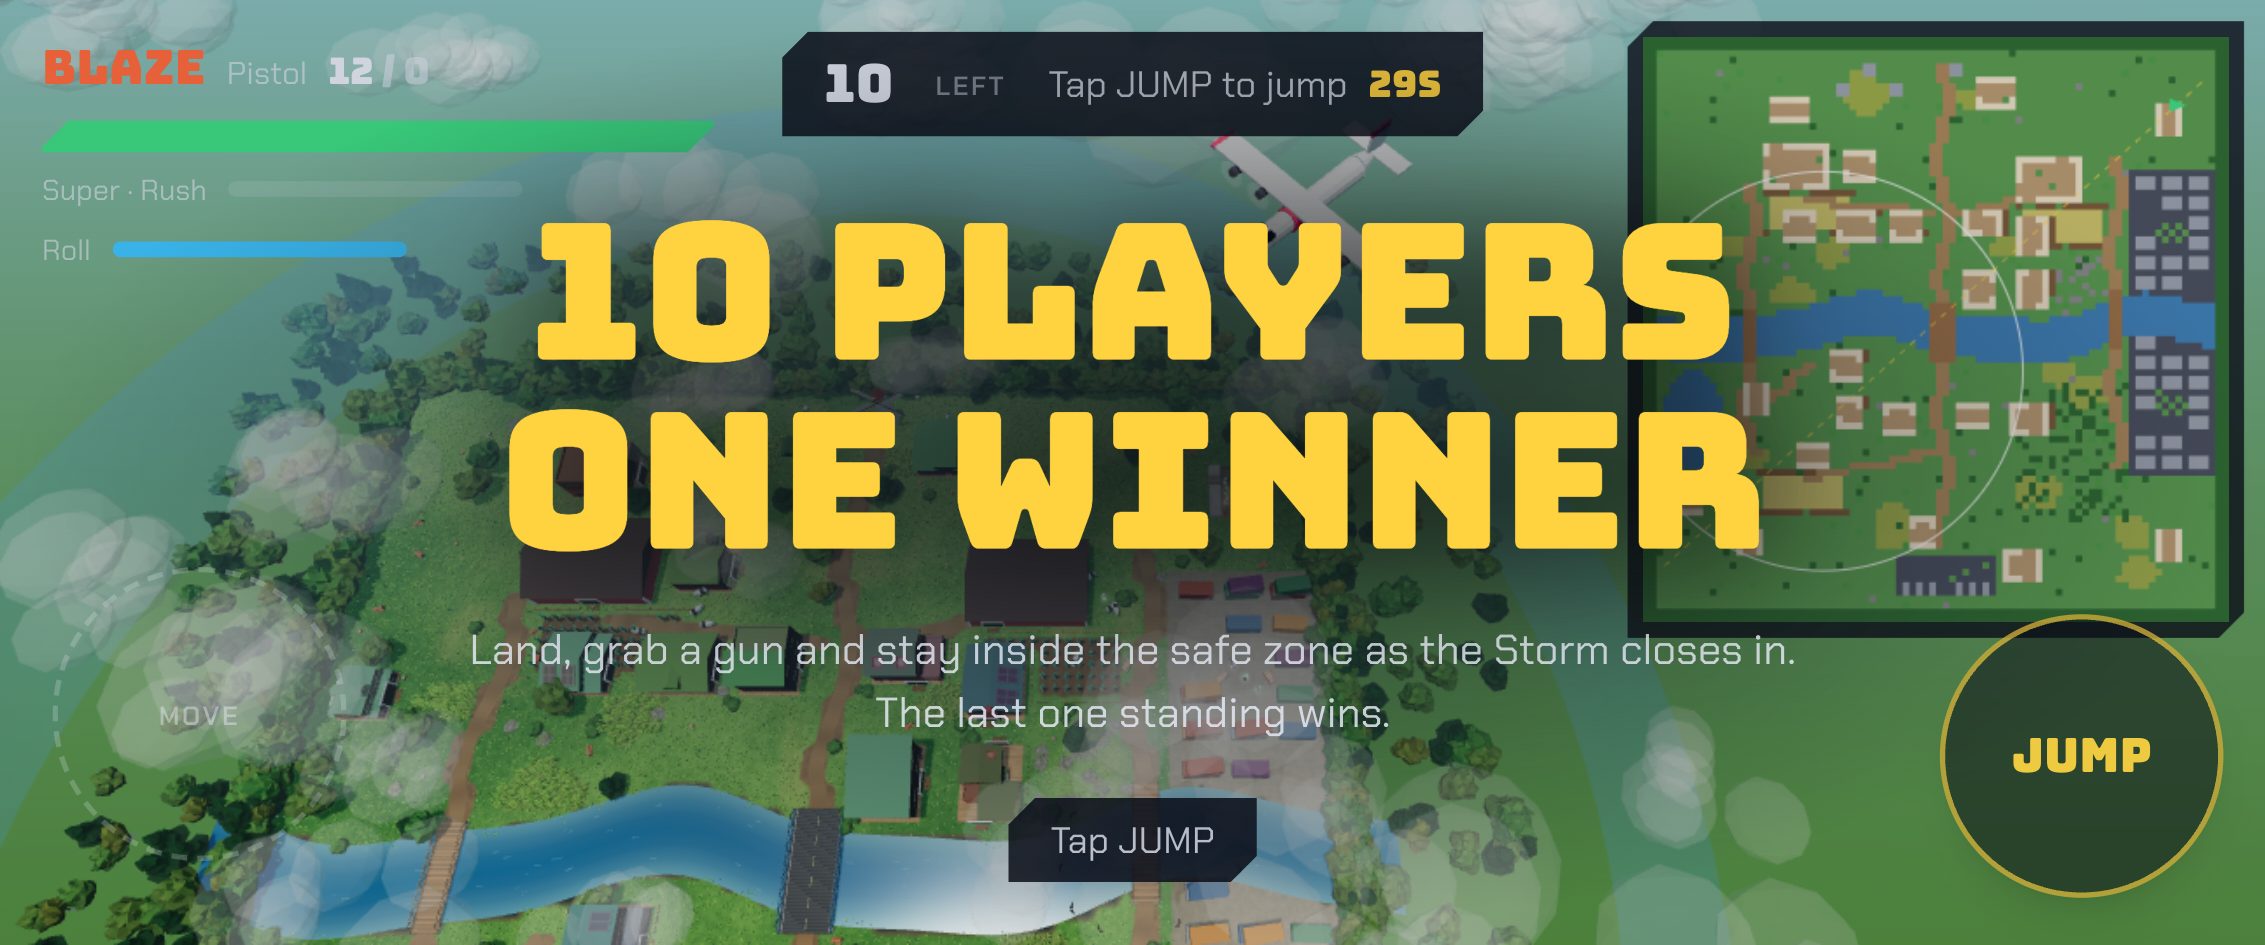 BLAZE Pistol 12 / 0
Super · Rush
Roll
10 LEFT Tap JUMP to jump 29S
10 PLAYERS
ONE WINNER
Land, grab a gun and stay inside the safe zone as the Storm closes in.
The last one standing wins.
MOVE
JUMP
Tap JUMP